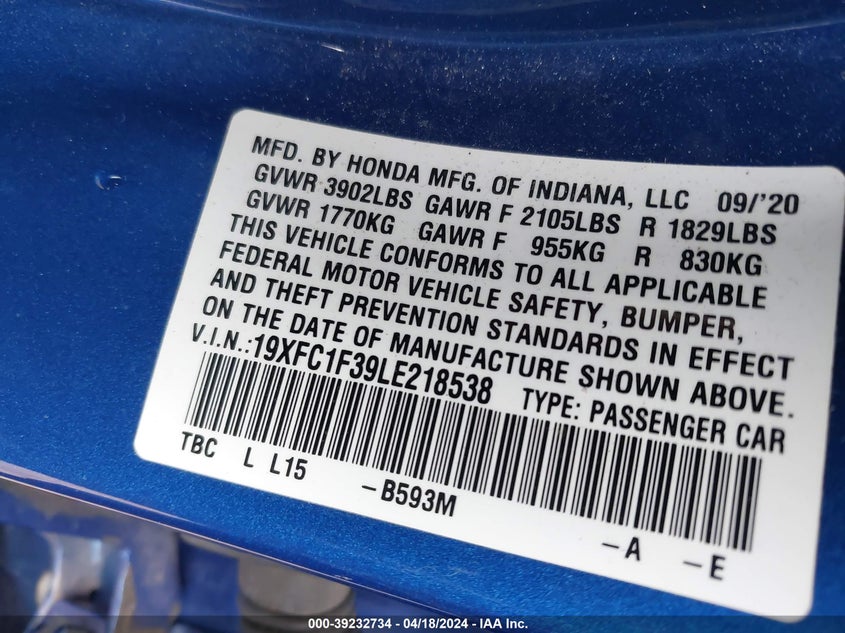 MFD. BY HONDA MFG. OF INDIANA, LLC 09/'20
GVWR 3902LBS GAWR F 2105LBS R 1829LBS
GVWR 1770KG GAWR F 955KG R 830KG
THIS VEHICLE CONFORMS TO ALL APPLICABLE
FEDERAL MOTOR VEHICLE SAFETY, BUMPER,
AND THEFT PREVENTION STANDARDS IN EFFECT
ON THE DATE OF MANUFACTURE SHOWN ABOVE.
V.I.N.:19XFC1F39LE218538 TYPE: PASSENGER CAR
TBC L L15 -B593M -A -E
000-39232734 - 04/18/2024 - IAAI.COM